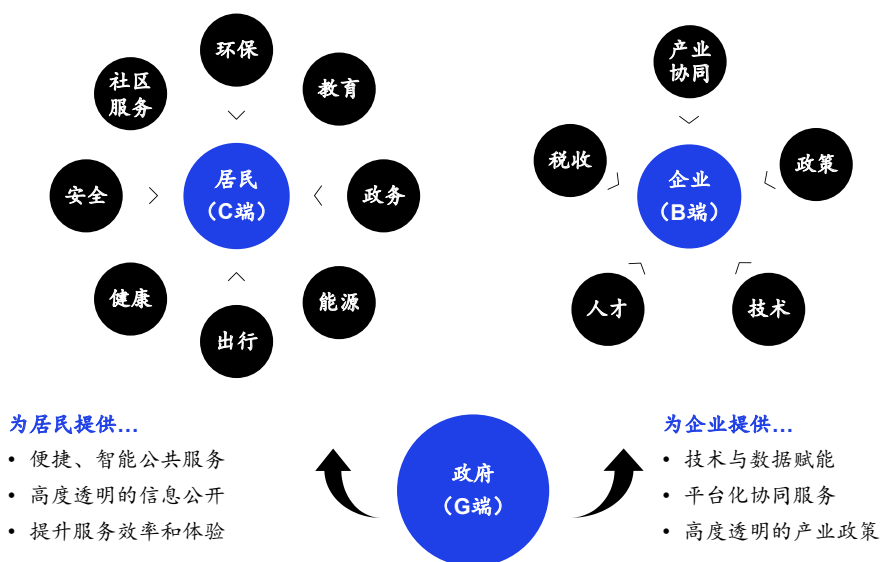 环保
社区
服务
教育
安全
居民
（C端）
政务
健康
能源
出行
产业
协同
税收
政策
企业
（B端）
人才
技术
为居民提供...
• 便捷、智能公共服务
• 高度透明的信息公开
• 提升服务效率和体验
政府
（G端）
为企业提供...
• 技术与数据赋能
• 平台化协同服务
• 高度透明的产业政策